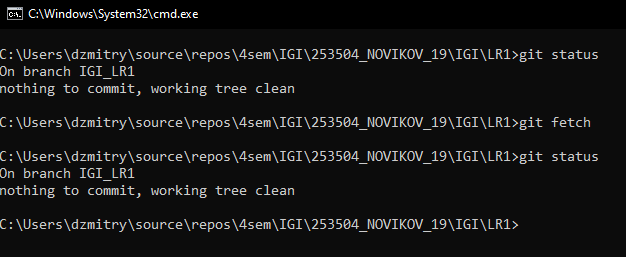 C:\Windows\System32\cmd.exe
C:\Users\dzmitry\source\repos\4sem\IGI\253504_NOVIKOV_19\IGI\LR1>git status
On branch IGI_LR1
nothing to commit, working tree clean
C:\Users\dzmitry\source\repos\4sem\IGI\253504_NOVIKOV_19\IGI\LR1>git fetch
C:\Users\dzmitry\source\repos\4sem\IGI\253504_NOVIKOV_19\IGI\LR1>git status
On branch IGI_LR1
nothing to commit, working tree clean
C:\Users\dzmitry\source\repos\4sem\IGI\253504_NOVIKOV_19\IGI\LR1>